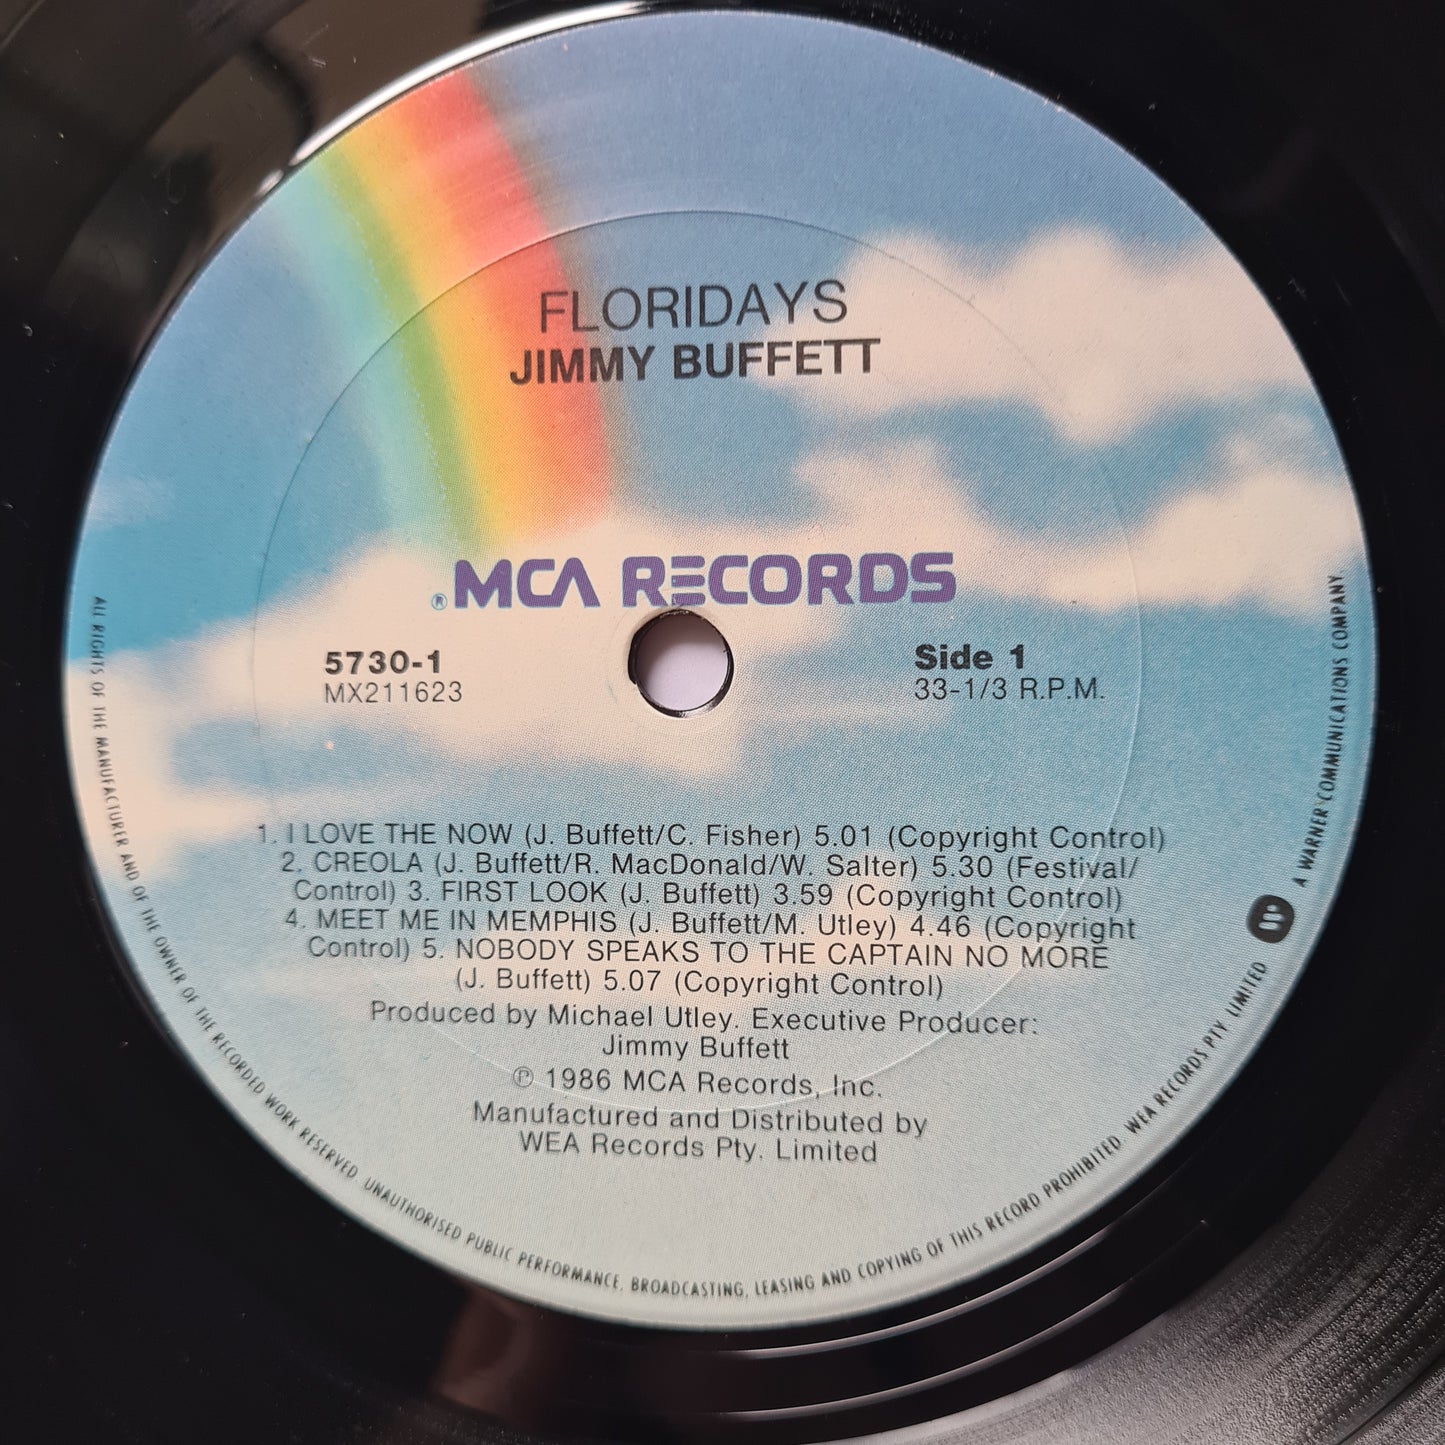 FLORIDAYS
JIMMY BUFFETT
® MCA RECORDS
5730-1
MX211623
Side 1
33-1/3 R.P.M.
1. I LOVE THE NOW (J. Buffett/C. Fisher) 5.01 (Copyright Control)
2. CREOLA (J. Buffett/R. MacDonald/W. Salter) 5.30 (Festival/
Control) 3. FIRST LOOK (J. Buffett) 3.59 (Copyright Control)
4. MEET ME IN MEMPHIS (J. Buffett/M. Utley) 4.46 (Copyright
Control) 5. NOBODY SPEAKS TO THE CAPTAIN NO MORE
(J. Buffett) 5.07 (Copyright Control)
Produced by Michael Utley. Executive Producer:
Jimmy Buffett
℗ 1986 MCA Records, Inc.
Manufactured and Distributed by
WEA Records Pty. Limited
ALL RIGHTS OF THE MANUFACTURER AND OF THE OWNER OF THE RECORDED WORK RESERVED. UNAUTHORISED PUBLIC PERFORMANCE, BROADCASTING, LEASING AND COPYING OF THIS RECORD PROHIBITED. WEA RECORDS PTY. LIMITED A WARNER COMMUNICATIONS COMPANY.